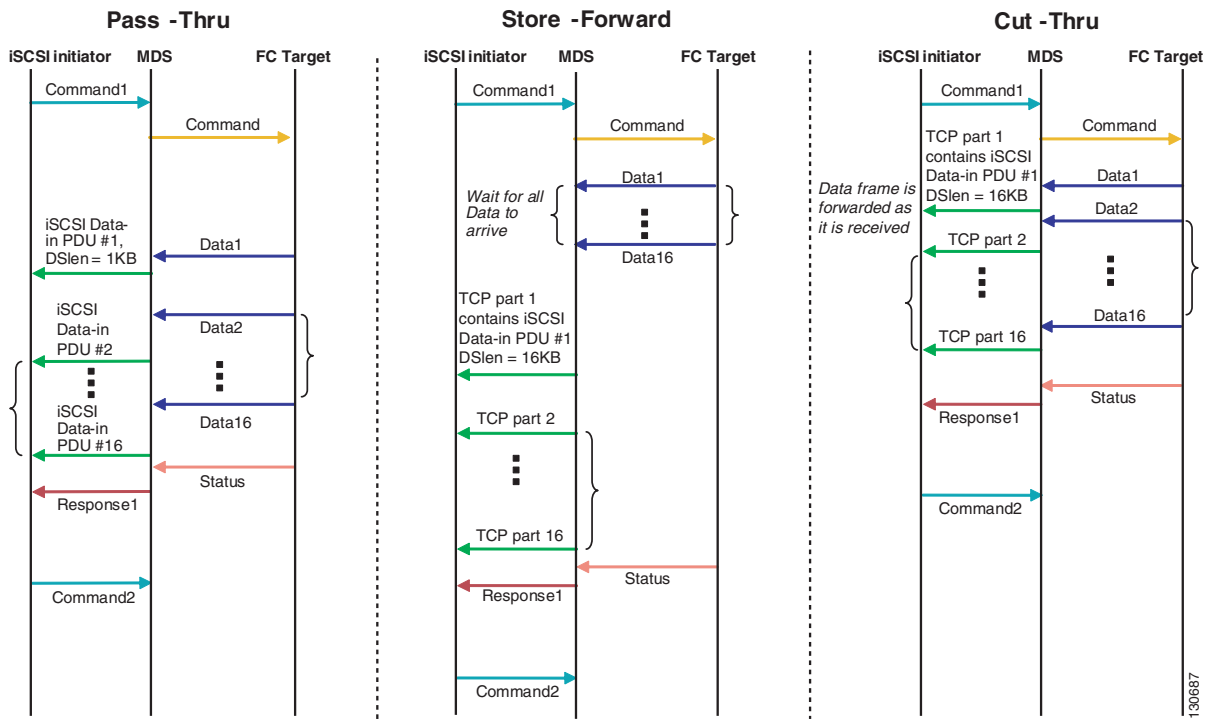 Pass -Thru
iSCSI initiator
MDS
FC Target
Command1
Command
iSCSI Data-
in PDU #1,
DSlen = 1KB
Data1
iSCSI
Data-in
PDU #2
Data2
iSCSI
Data-in
PDU #16
Data16
Status
Response1
Command2
Store -Forward
iSCSI initiator
MDS
FC Target
Command1
Command
Data1
Wait for all
Data to
arrive
Data16
TCP part 1
contains iSCSI
Data-in PDU #1
DSlen = 16KB
TCP part 2
TCP part 16
Status
Response1
Command2
Cut -Thru
iSCSI initiator
MDS
FC Target
Command1
Command
TCP part 1
contains iSCSI
Data-in PDU #1
DSlen = 16KB
Data1
Data frame is
forwarded as
it is received
Data2
TCP part 2
Data16
TCP part 16
Status
Response1
Command2
130687